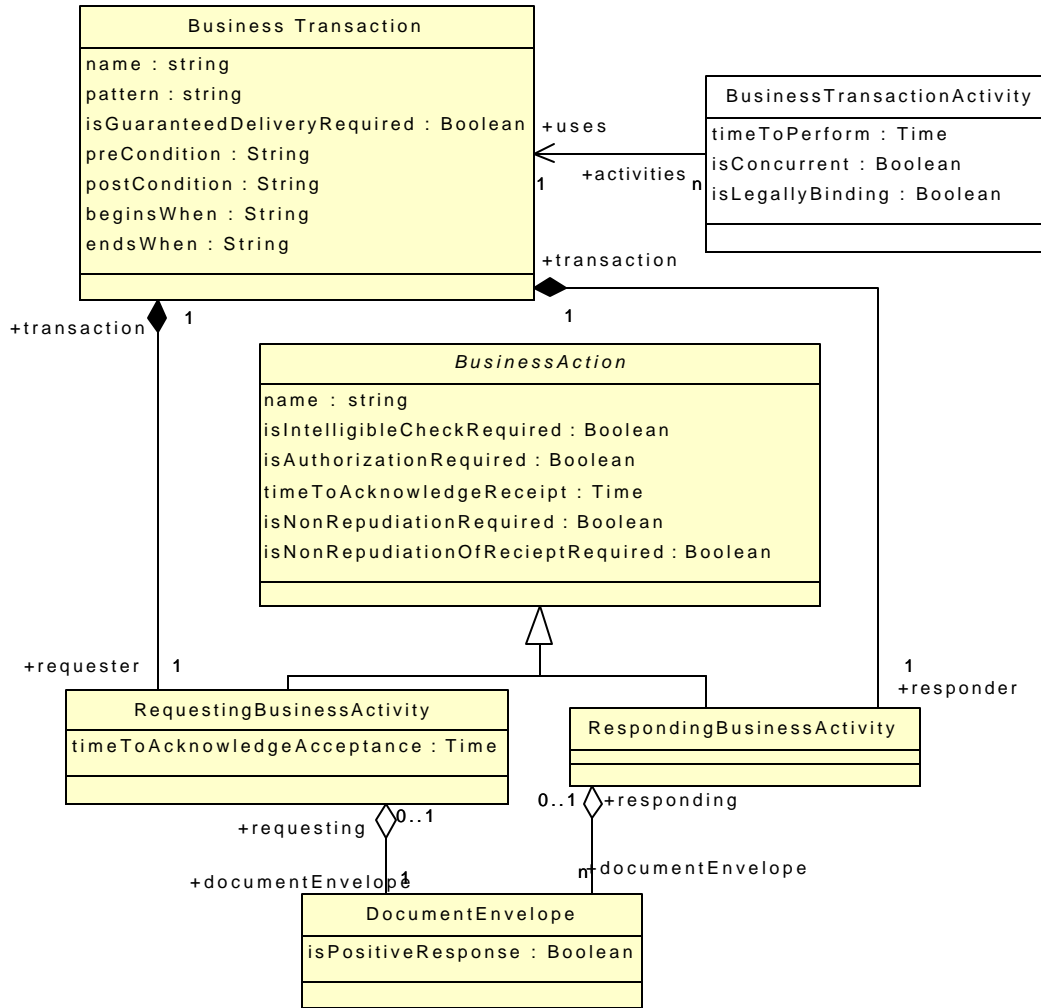 Business Transaction
name : string
pattern : string
isGuaranteedDeliveryRequired : Boolean
preCondition : String
postCondition : String
beginsWhen : String
endsWhen : String
BusinessTransactionActivity
timeToPerform : Time
isConcurrent : Boolean
isLegallyBinding : Boolean
+uses
1
+activities
n
+transaction
1
+transaction
1
BusinessAction
name : string
isIntelligibleCheckRequired : Boolean
isAuthorizationRequired : Boolean
timeToAcknowledgeReceipt : Time
isNonRepudiationRequired : Boolean
isNonRepudiationOfRecieptRequired : Boolean
+requester
1
1
+responder
RequestingBusinessActivity
timeToAcknowledgeAcceptance : Time
RespondingBusinessActivity
+requesting
0..1
0..1
+responding
+documentEnvelope
1
n
+documentEnvelope
DocumentEnvelope
isPositiveResponse : Boolean